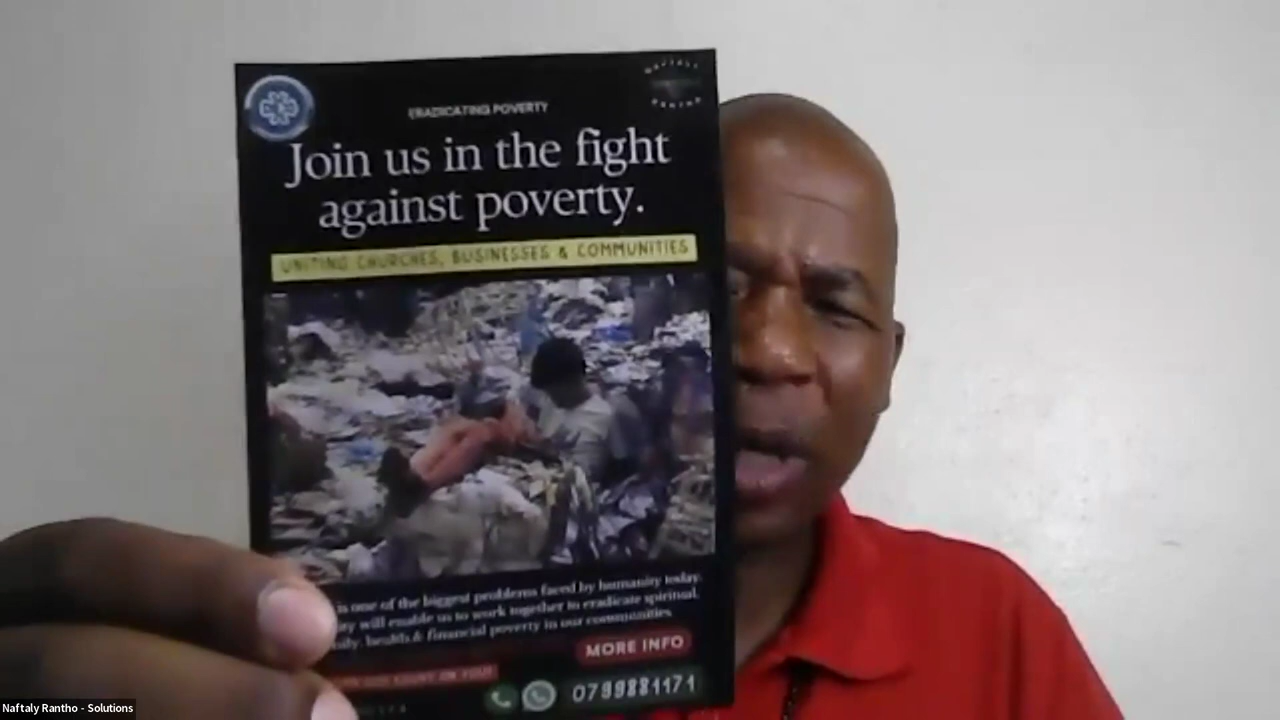 ERADICATING POVERTY
Join us in the fight
against poverty.
UNITING CHURCHES, BUSINESSES & COMMUNITIES
is one of the biggest problems faced by humanity today.
will enable us to work together to eradicate spiritual,
health & financial poverty in our communities
MORE INFO
0799881171
Naftaly Rantho - Solutions